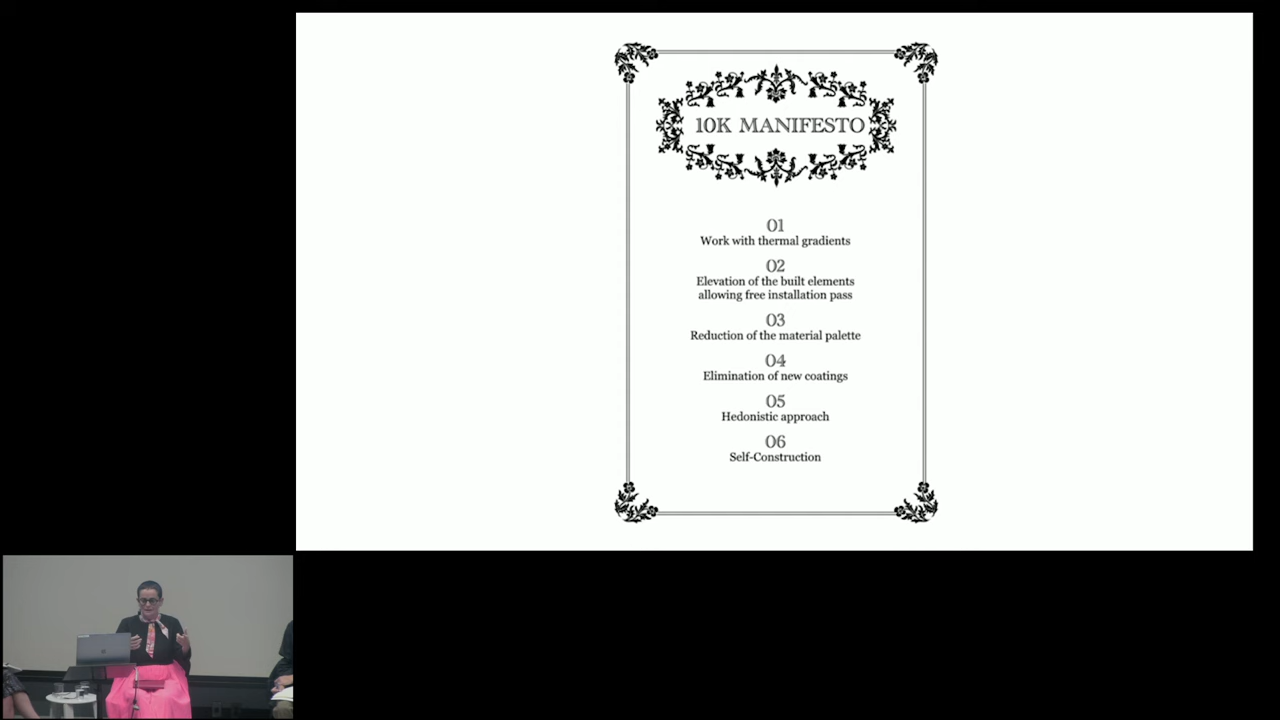 10K MANIFESTO
01
Work with thermal gradients
02
Elevation of the built elements
allowing free installation pass
03
Reduction of the material palette
04
Elimination of new coatings
05
Hedonistic approach
06
Self-Construction